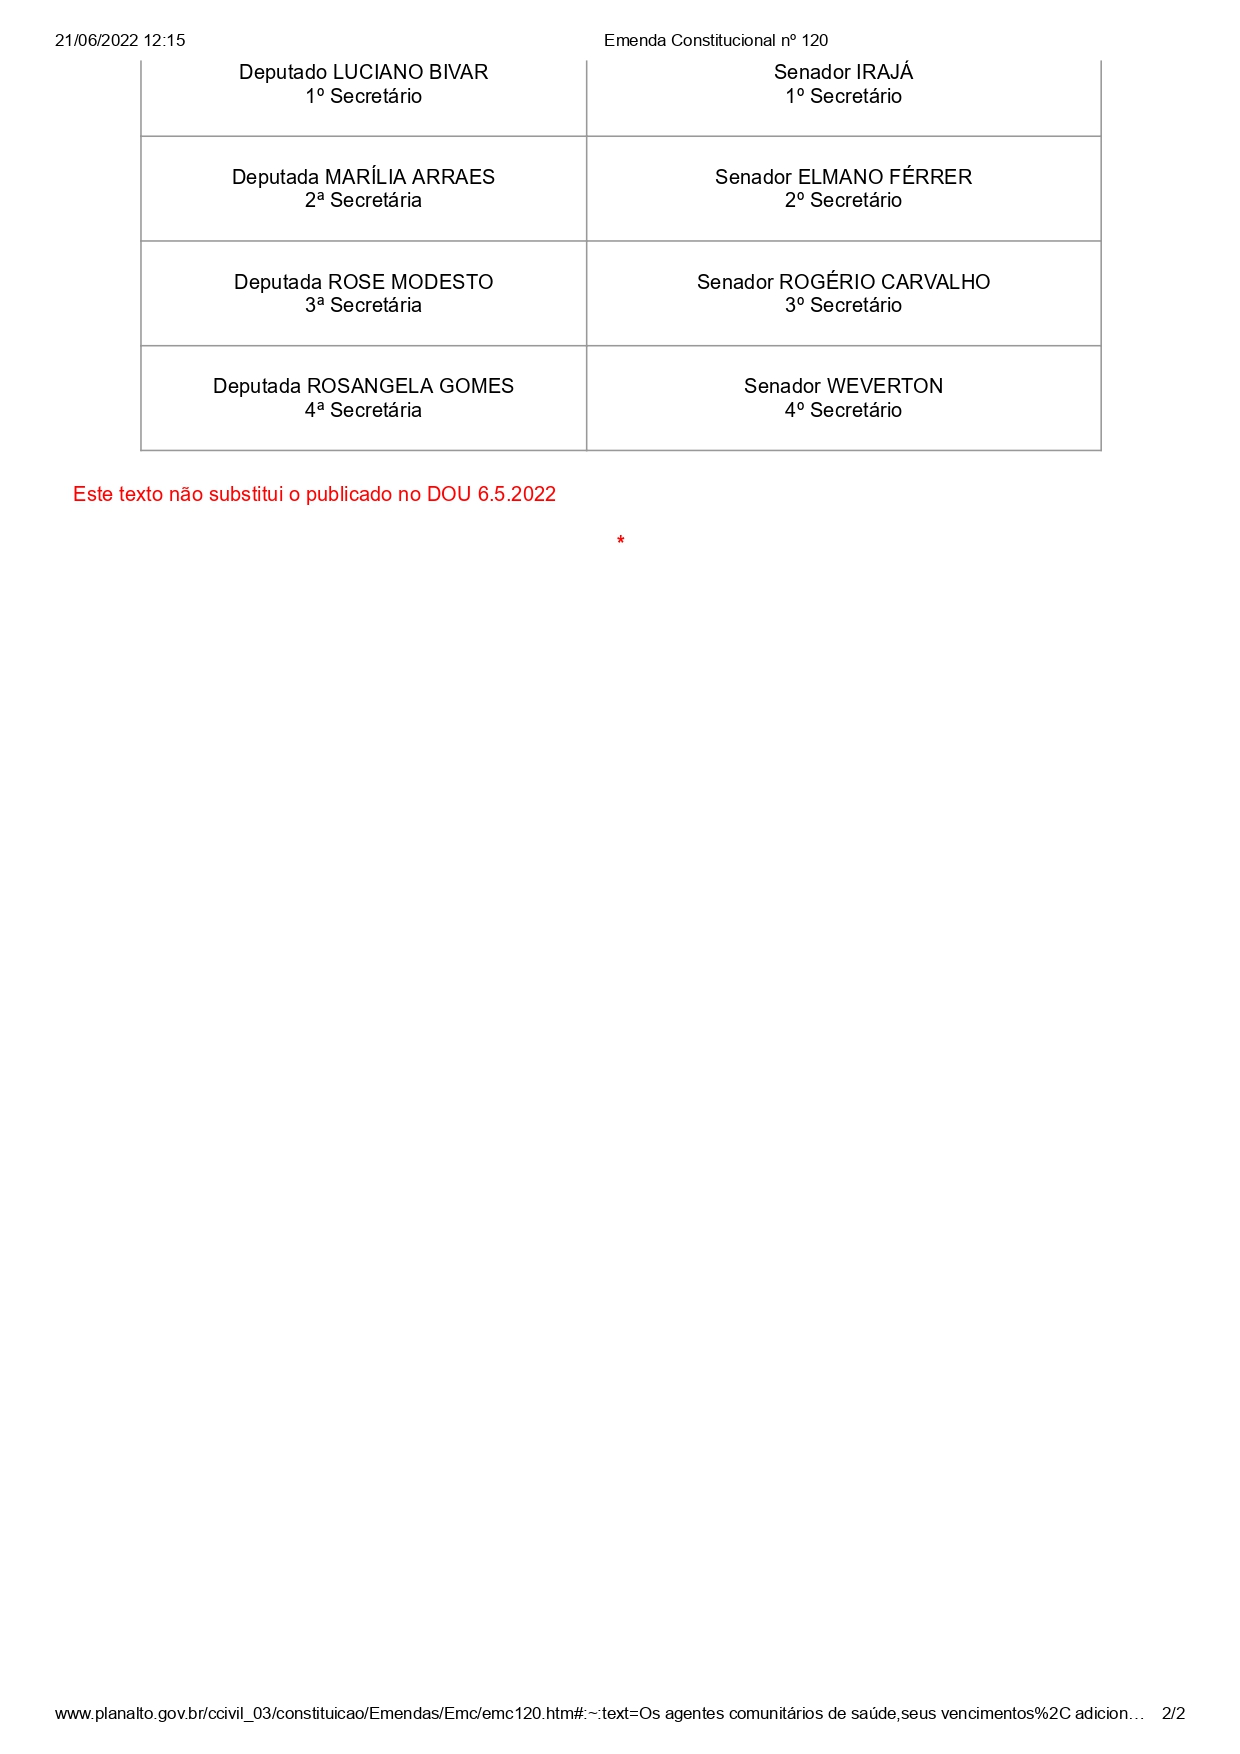 21/06/2022 12:15
Emenda Constitucional nº 120
Deputado LUCIANO BIVAR
1º Secretário
Senador IRAJÁ
1º Secretário
Deputada MARÍLIA ARRAES
2ª Secretária
Senador ELMANO FÉRRER
2º Secretário
Deputada ROSE MODESTO
3ª Secretária
Senador ROGÉRIO CARVALHO
3º Secretário
Deputada ROSANGELA GOMES
4ª Secretária
Senador WEVERTON
4º Secretário
Este texto não substitui o publicado no DOU 6.5.2022
*
www.planalto.gov.br/ccivil_03/constituicao/Emendas/Emc/emc120.htm#:~:text=Os agentes comunitários de saúde,seus vencimentos%2C adicion…
2/2